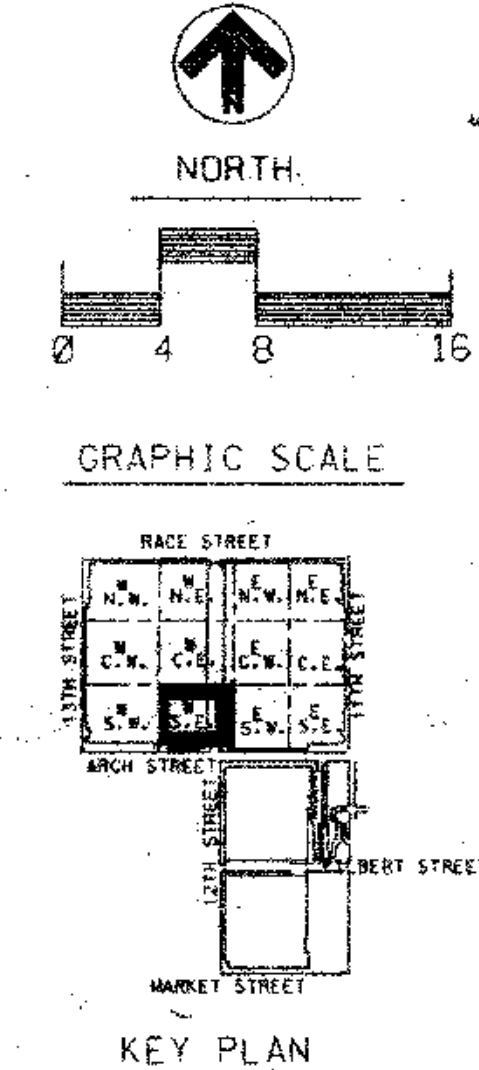 N
NORTH
0 4 8 16
GRAPHIC SCALE
RACE STREET
W W E E
N.W. N.E. N.W. N.E.
13TH STREET
11TH STREET
W W E E
C.W. C.E. C.W. C.E.
W W E E
S.W. S.E. S.W. S.E.
ARCH STREET
12TH STREET
LBERT STREET
MARKET STREET
KEY PLAN